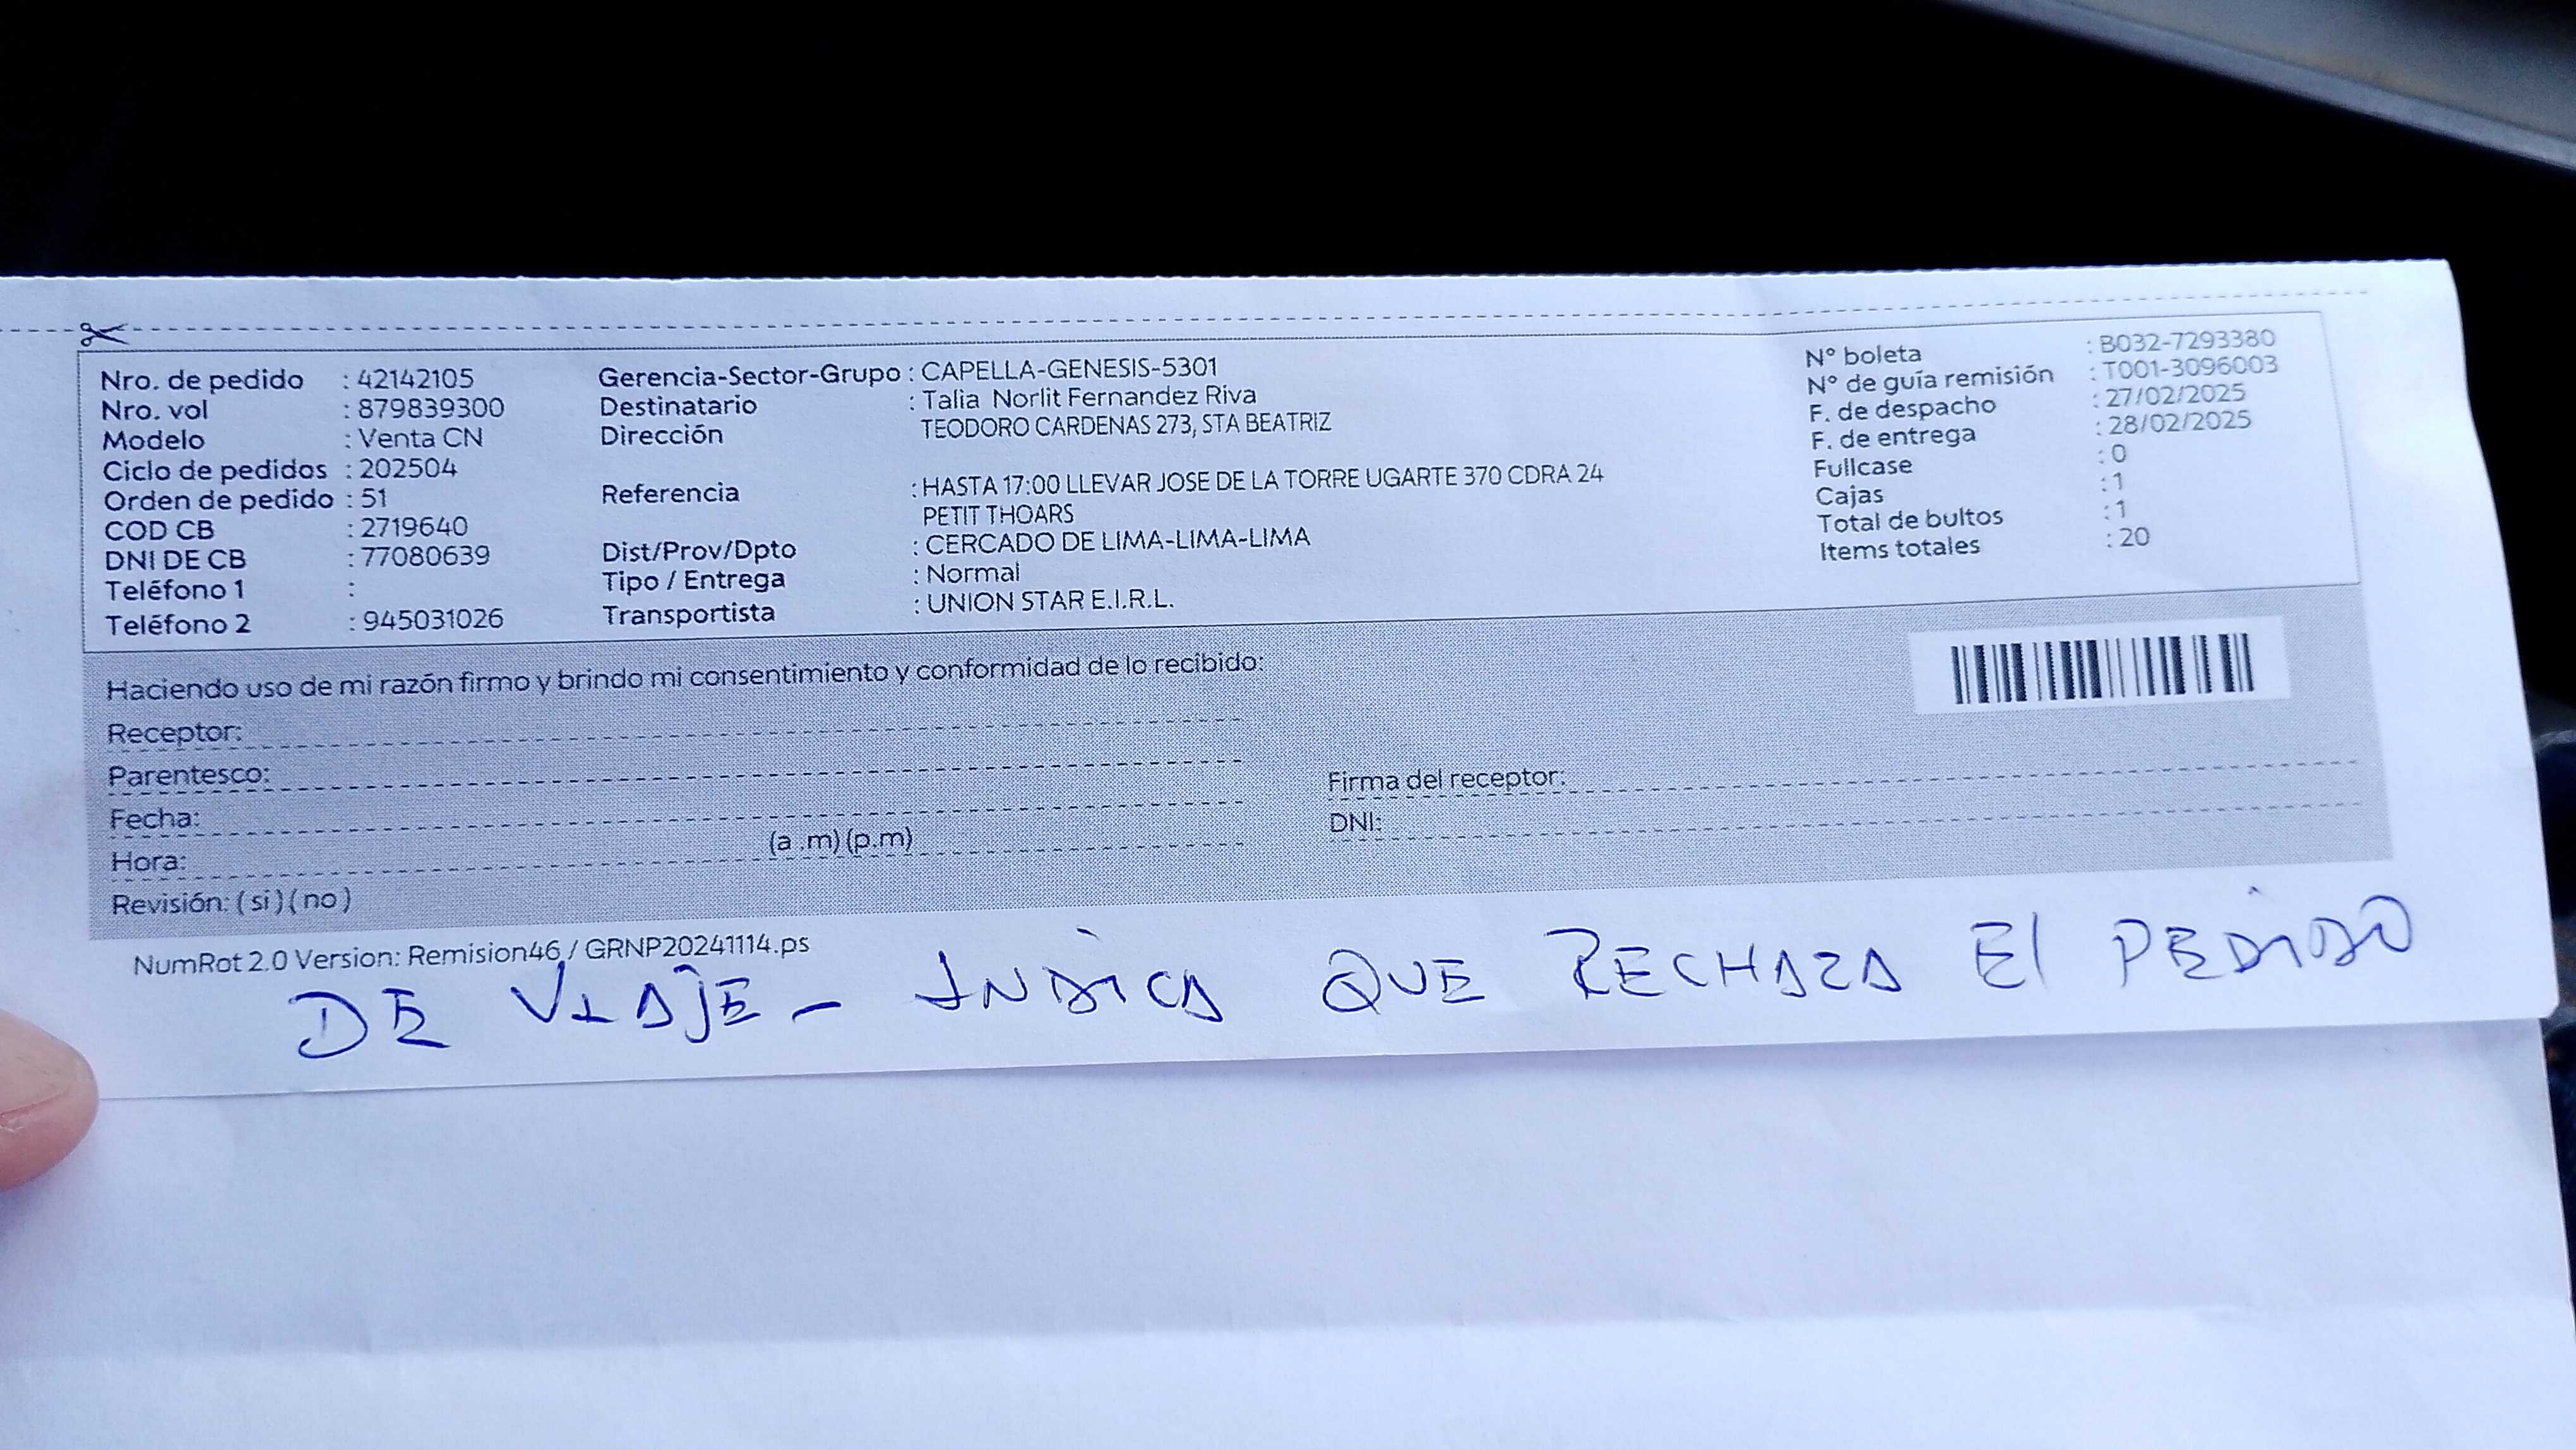 Nro. de pedido : 42142105
Nro. vol : 879839300
Modelo : Venta CN
Ciclo de pedidos : 202504
Orden de pedido : 51
COD CB : 2719640
DNI DE CB : 77080639
Teléfono 1 :
Teléfono 2 : 945031026
Gerencia-Sector-Grupo : CAPELLA-GENESIS-5301
Destinatario : Talia Norlit Fernandez Riva
Dirección TEODORO CARDENAS 273, STA BEATRIZ
Referencia : HASTA 17:00 LLEVAR JOSE DE LA TORRE UGARTE 370 CDRA 24
PETIT THOARS
Dist/Prov/Dpto : CERCADO DE LIMA-LIMA-LIMA
Tipo / Entrega : Normal
Transportista : UNION STAR E.I.R.L.
N° boleta : B032-7293380
N° de guía remisión : T001-3096003
F. de despacho : 27/02/2025
F. de entrega : 28/02/2025
Fullcase : 0
Cajas : 1
Total de bultos : 1
Items totales : 20
Haciendo uso de mi razón firmo y brindo mi consentimiento y conformidad de lo recibido:
Receptor:
Parentesco:
Fecha:
Hora: (a .m) (p.m)
Revisión: ( si ) ( no )
Firma del receptor:
DNI:
NumRot 2.0 Version: Remision46 / GRNP20241114.ps
DE VIAJE - INDICA QUE RECHAZA El PEDIDO